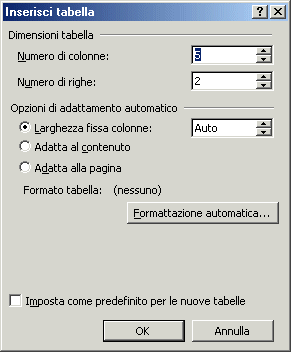 Inserisci tabella
Dimensioni tabella
Numero di colonne: 5
Numero di righe: 2
Opzioni di adattamento automatico
Larghezza fissa colonne: Auto
Adatta al contenuto
Adatta alla pagina
Formato tabella: (nessuno)
Formattazione automatica...
Imposta come predefinito per le nuove tabelle
OK Annulla